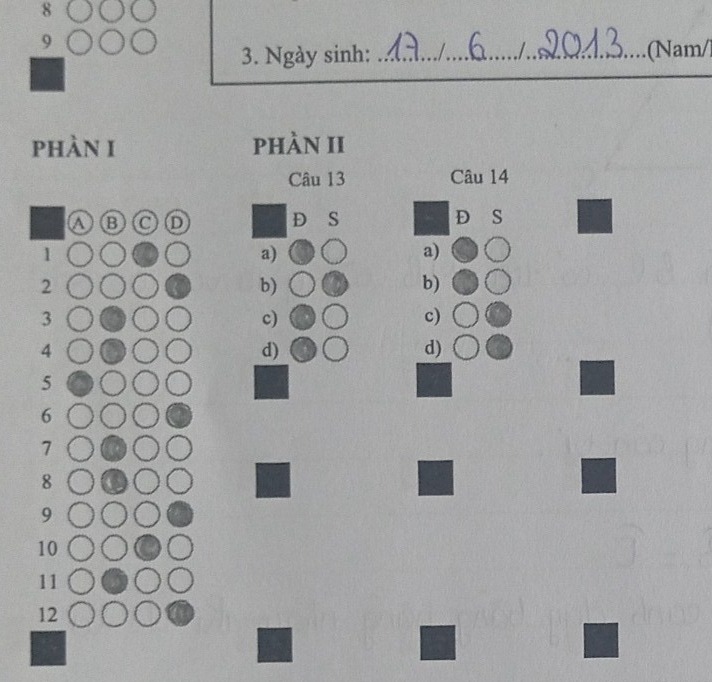 8
9
3. Ngày sinh: 17 / 6 / 2013 (Nam/
PHẦN I
PHẦN II
Câu 13
Câu 14
A B C D
Đ S
Đ S
1
a)
a)
2
b)
b)
3
c)
c)
4
d)
d)
5
6
7
8
9
10
11
12